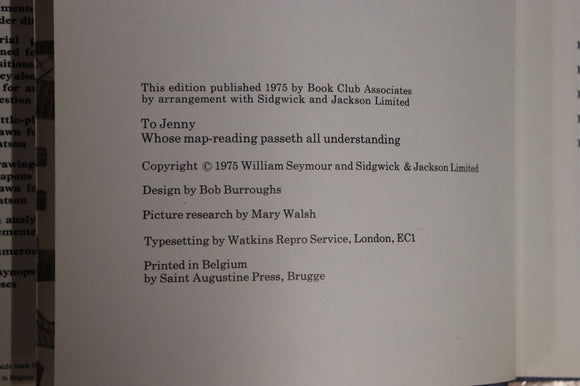 This edition published 1975 by Book Club Associates
by arrangement with Sidgwick and Jackson Limited
To Jenny
Whose map-reading passeth all understanding
Copyright © 1975 William Seymour and Sidgwick & Jackson Limited
Design by Bob Burroughs
Picture research by Mary Walsh
Typesetting by Watkins Repro Service, London, EC1
Printed in Belgium
by Saint Augustine Press, Brugge
in Belgium